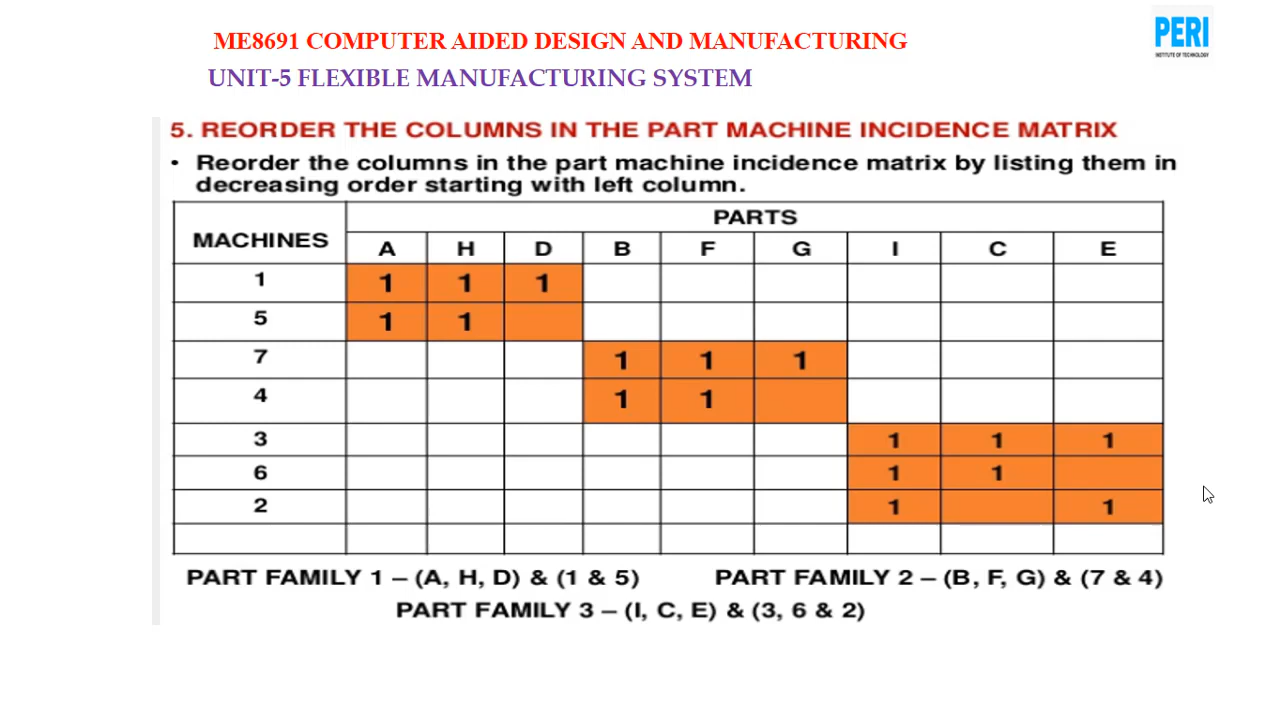 ME8691 COMPUTER AIDED DESIGN AND MANUFACTURING
PERI
INSTITUTE OF TECHNOLOGY
UNIT-5 FLEXIBLE MANUFACTURING SYSTEM
5. REORDER THE COLUMNS IN THE PART MACHINE INCIDENCE MATRIX
• Reorder the columns in the part machine incidence matrix by listing them in
decreasing order starting with left column.
MACHINES PARTS
A H D B F G I C E
1 1 1 1
5 1 1
7 1 1 1
4 1 1
3 1 1 1
6 1 1
2 1 1
PART FAMILY 1 – (A, H, D) & (1 & 5) PART FAMILY 2 – (B, F, G) & (7 & 4)
PART FAMILY 3 – (I, C, E) & (3, 6 & 2)